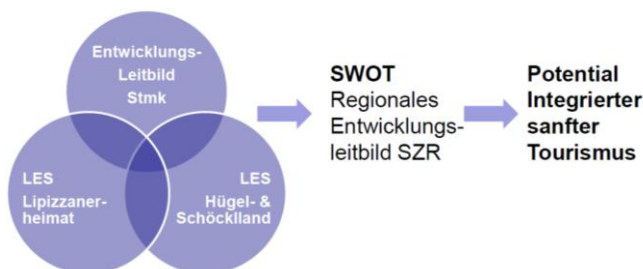 Entwicklungs-
Leitbild
Stmk
LES
Lipizzaner-
heimat
LES
Hügel- &
Schöcklland
SWOT
Regionales
Entwicklungs-
leitbild SZR
Potential
Integrierter
sanfter
Tourismus